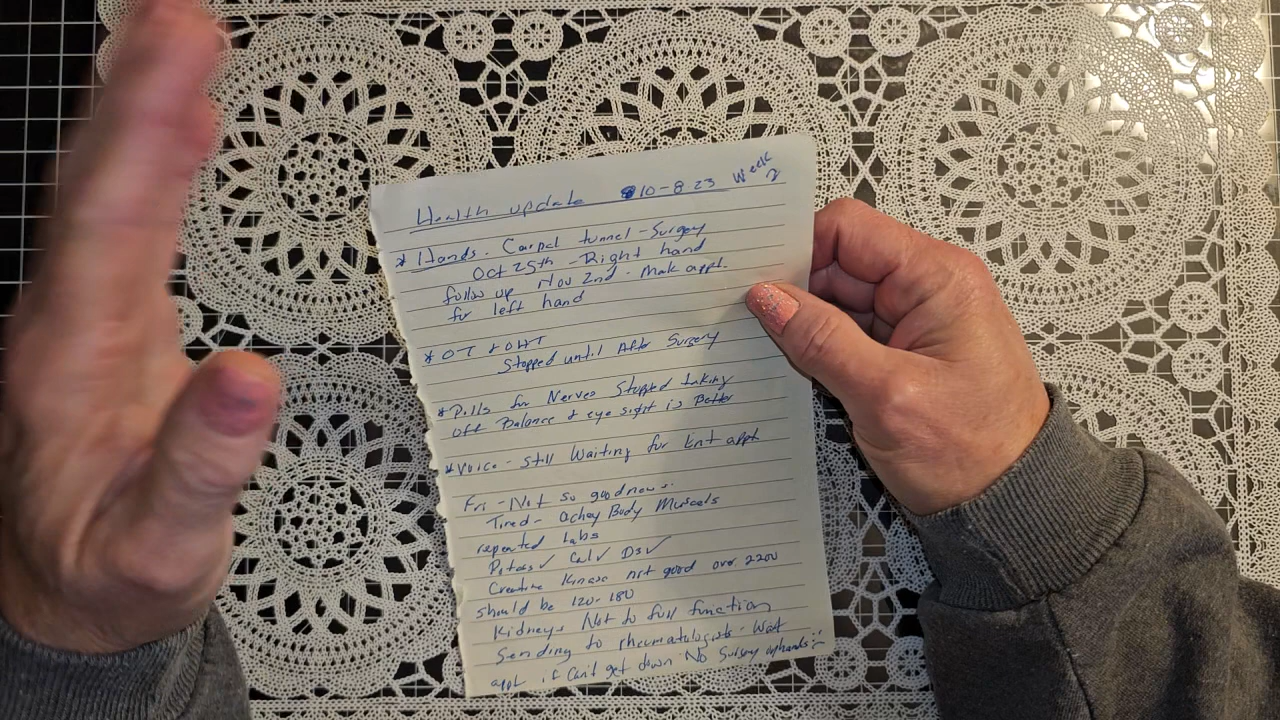 Health update 10-8-23 Week 2
* Hands. Carpal tunnel - Surgery
Oct 25th - Right hand
follow up Nov 2nd - Mak appt.
for left hand
* OT & OHT
Stopped until After Surgery
* Pills for Nerves Stopped taking
off Balance & eye sight is Better
* Voice - Still Waiting for Ent appt
Fri - Not so good news.
Tired - Achey Body Muscels
repeated labs
Potass ✓ Cal ✓ D3 ✓
Creatine Kinase not good over 2200
should be 120-180
Kidneys Not to full function
Sending to rheumatologists - Wait
appt if Can't get down No Surgery on hands